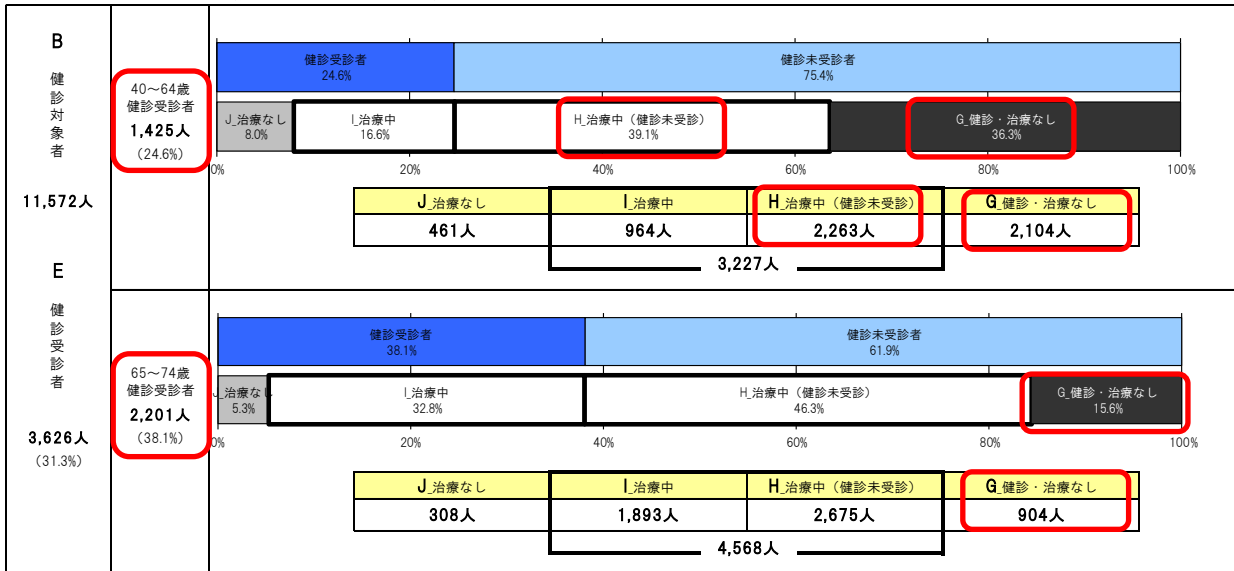 B
健診対象者
11,572人
E
健診受診者
3,626人
(31.3%)
40～64歳
健診受診者
1,425人
(24.6%)
健診受診者
24.6%
健診未受診者
75.4%
J_治療なし
8.0%
I_治療中
16.6%
H_治療中（健診未受診）
39.1%
G_健診・治療なし
36.3%
0%
20%
40%
60%
80%
100%
J_治療なし
I_治療中
H_治療中（健診未受診）
G_健診・治療なし
461人
964人
2,263人
2,104人
3,227人
65～74歳
健診受診者
2,201人
(38.1%)
健診受診者
38.1%
健診未受診者
61.9%
J_治療なし
5.3%
I_治療中
32.8%
H_治療中（健診未受診）
46.3%
G_健診・治療なし
15.6%
0%
20%
40%
60%
80%
100%
J_治療なし
I_治療中
H_治療中（健診未受診）
G_健診・治療なし
308人
1,893人
2,675人
904人
4,568人